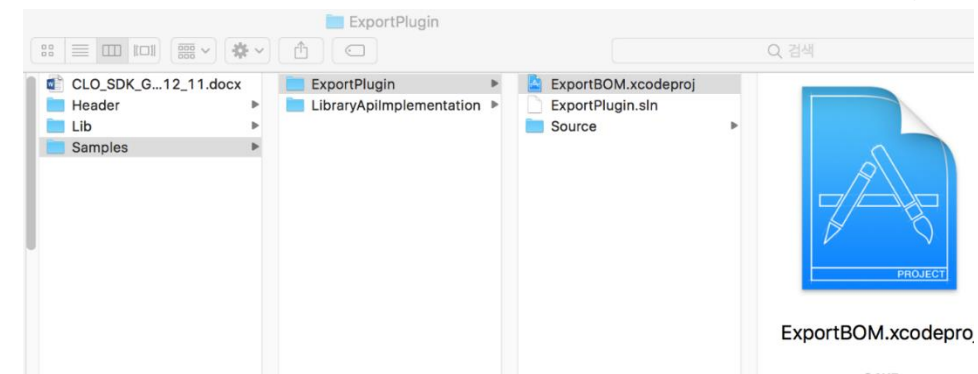 ExportPlugin
검색
CLO_SDK_G...12_11.docx
Header
Lib
Samples
ExportPlugin
LibraryApiImplementation
ExportBOM.xcodeproj
ExportPlugin.sln
Source
PROJECT
ExportBOM.xcodeproj